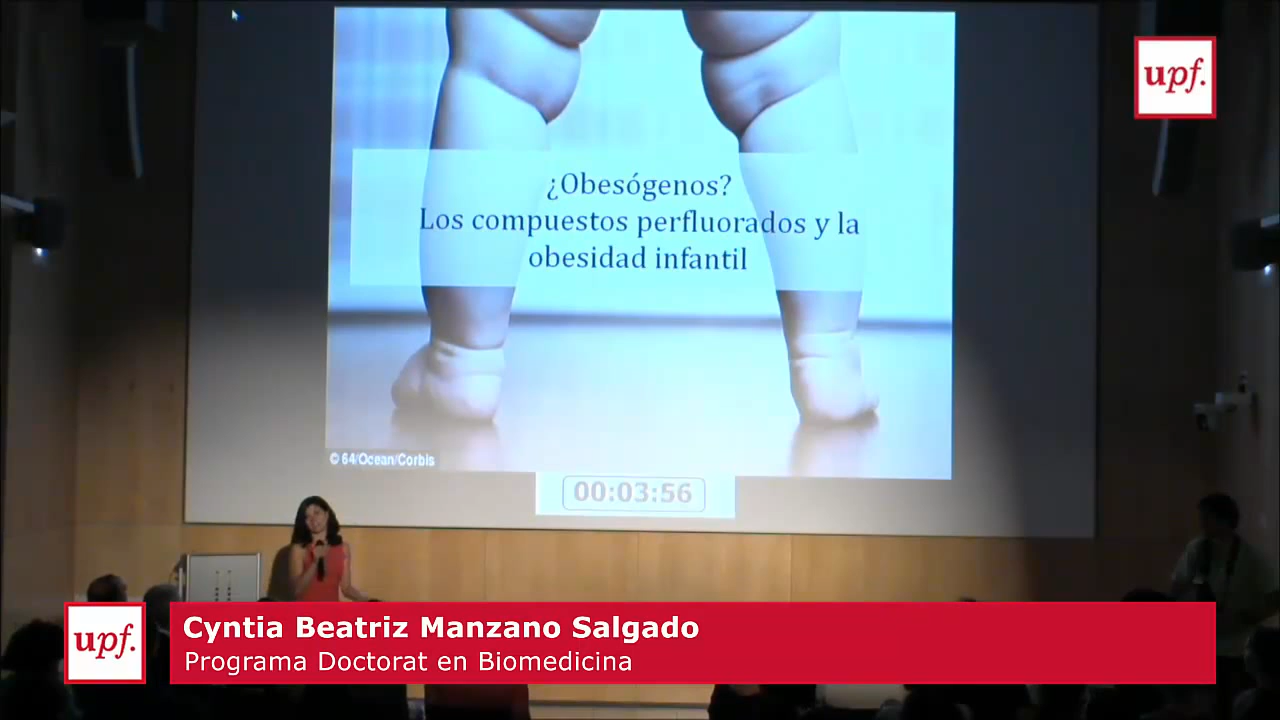 upf.
¿Obesógenos?
Los compuestos perfluorados y la
obesidad infantil
© 64/Ocean/Corbis
00:03:56
upf.
Cyntia Beatriz Manzano Salgado
Programa Doctorat en Biomedicina